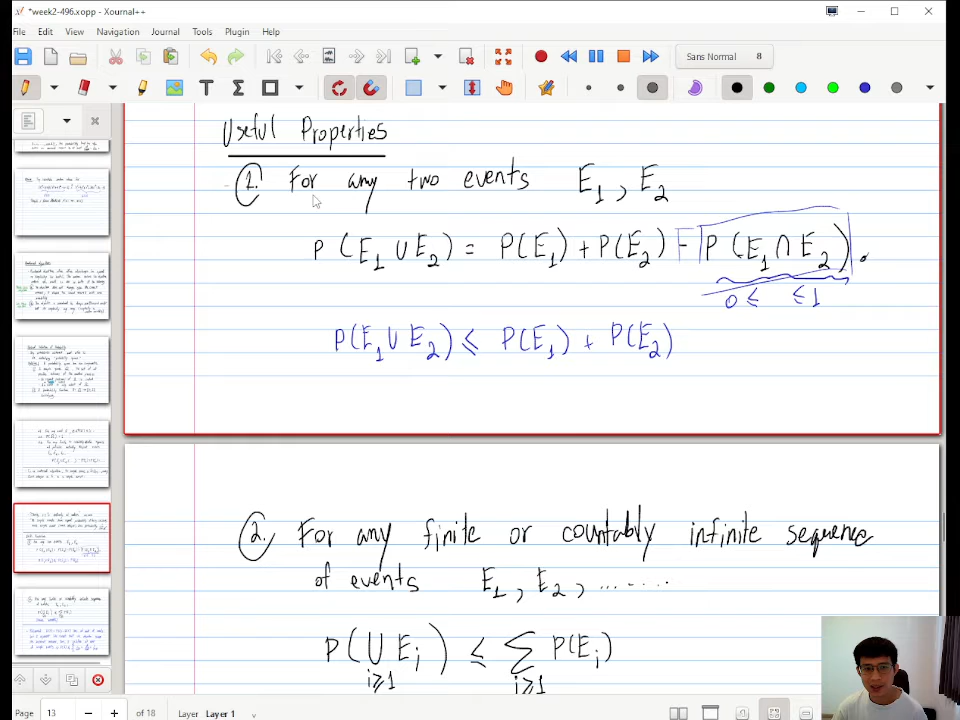 *week2-496.xopp - Xournal++
File Edit View Navigation Journal Tools Plugin Help
Sans Normal 8
Useful Properties
1. For any two events E1, E2
P (E1 ∪ E2) = P(E1) + P(E2) - P (E1 ∩ E2).
0 ≤ ≤ 1
P(E1 ∪ E2) ≤ P(E1) + P(E2)
2. For any finite or countably infinite sequence
of events E1, E2, .......
P(∪ Ei) ≤ ∑ P(Ei)
i≥1 i≥1
Page 13 of 18 Layer Layer 1